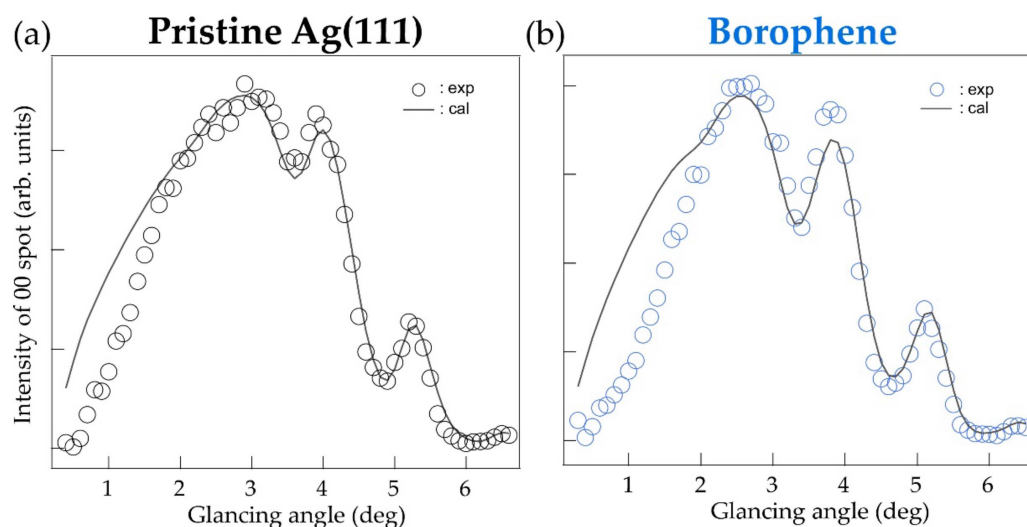 (a) Pristine Ag(111)
: exp
: cal
Intensity of 00 spot (arb. units)
1 2 3 4 5 6
Glancing angle (deg)
(b) Borophene
: exp
: cal
1 2 3 4 5 6
Glancing angle (deg)